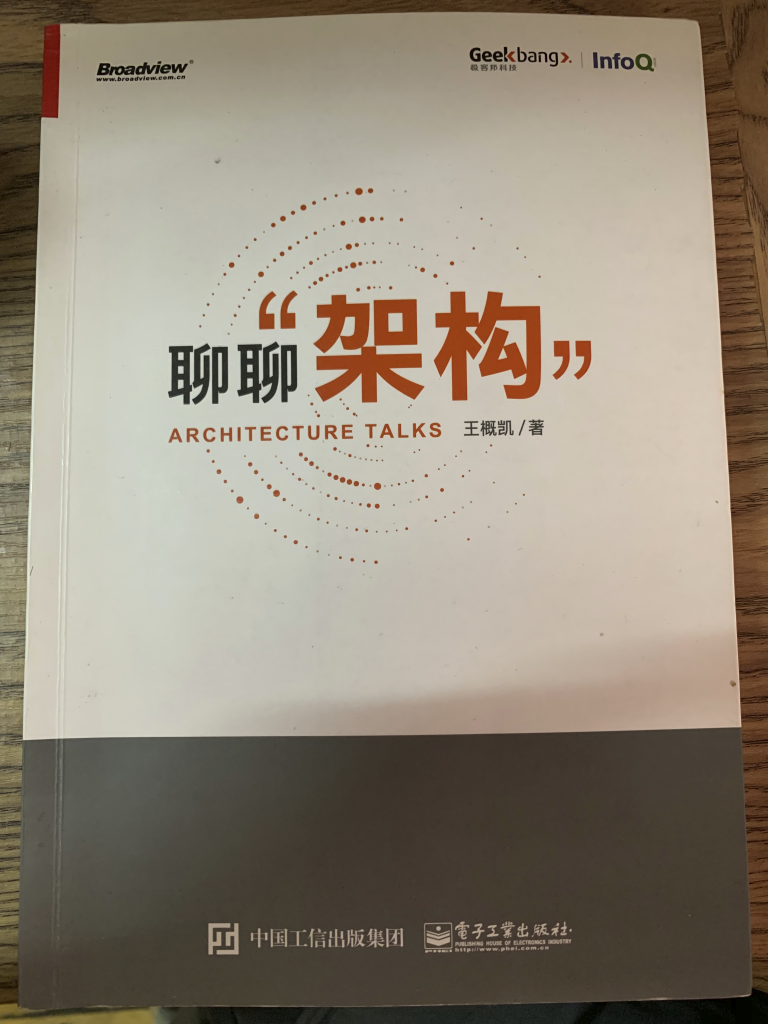 Broadview®
www.broadview.com.cn
Geekbang>.
极客邦科技
InfoQ
聊聊“架构”
ARCHITECTURE TALKS
王概凯 / 著
中国工信出版集团
電子工業出版社·
PUBLISHING HOUSE OF ELECTRONICS INDUSTRY
http://www.phei.com.cn